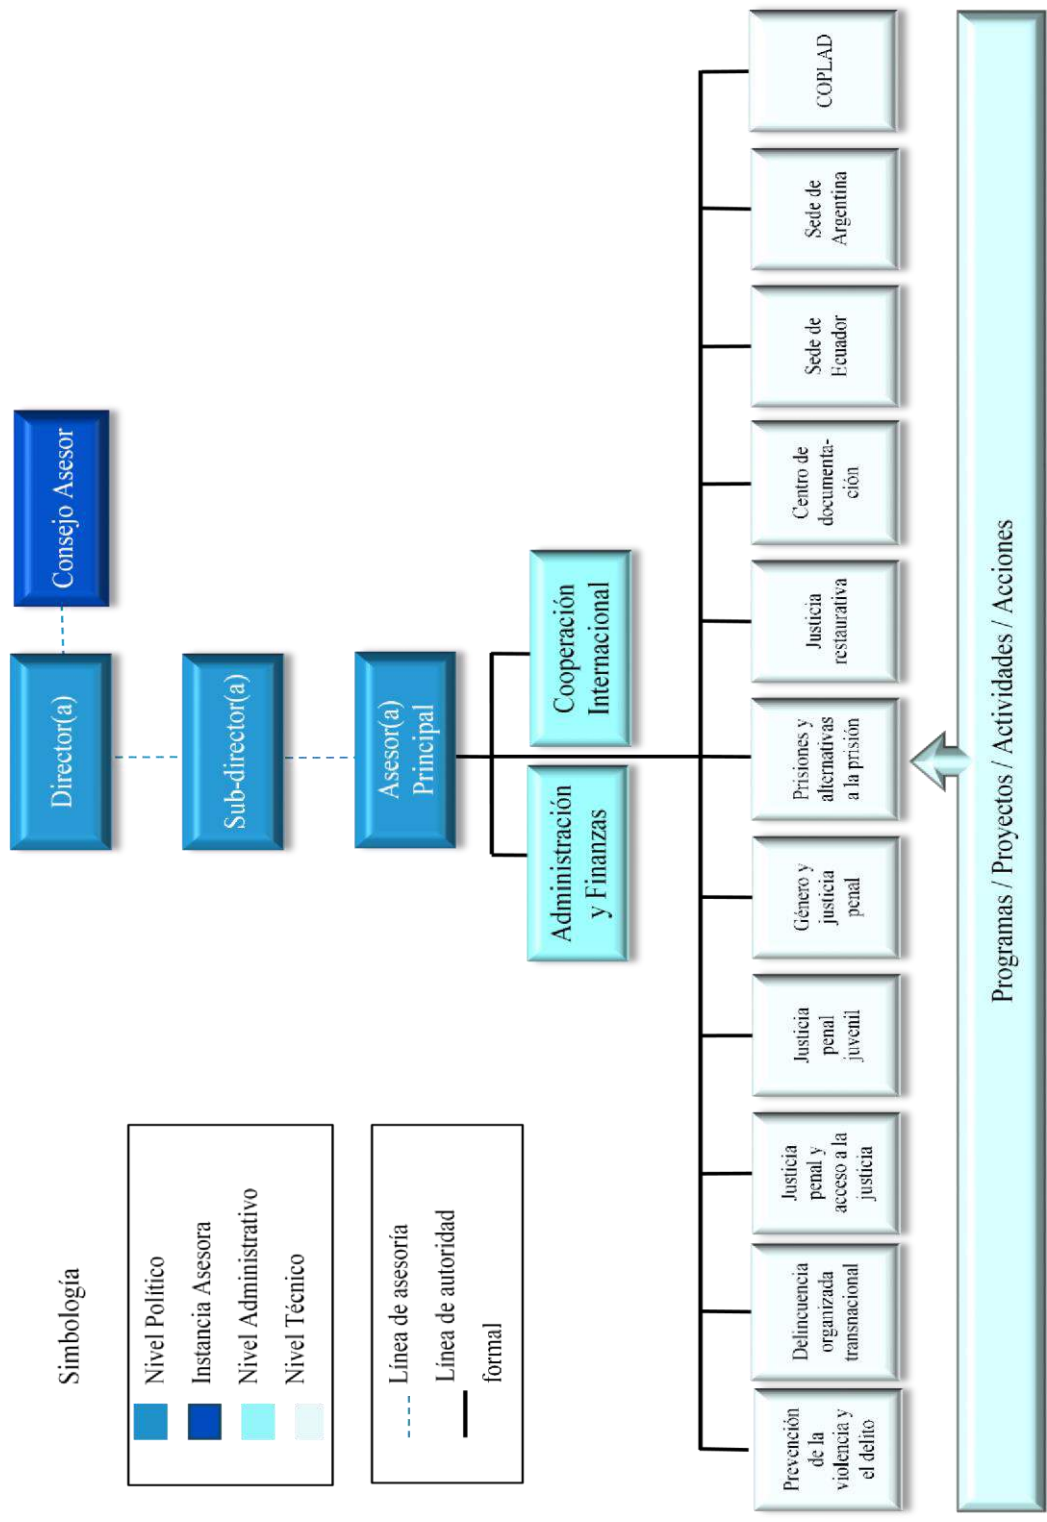 Simbología
Nivel Político
Instancia Asesora
Nivel Administrativo
Nivel Técnico
Línea de asesoría
Línea de autoridad
formal
Director(a)
Consejo Asesor
Sub-director(a)
Asesor(a)
Principal
Administración
y Finanzas
Cooperación
Internacional
Prevención
de la
violencia y
el delito
Delincuencia
organizada
transnacional
Justicia
penal y
acceso a la
justicia
Justicia
penal
juvenil
Género y
justicia
penal
Prisiones y
alternativas
a la prisión
Justicia
restaurativa
Centro de
documenta-
ción
Sede de
Ecuador
Sede de
Argentina
COPLAD
Programas / Proyectos / Actividades / Acciones